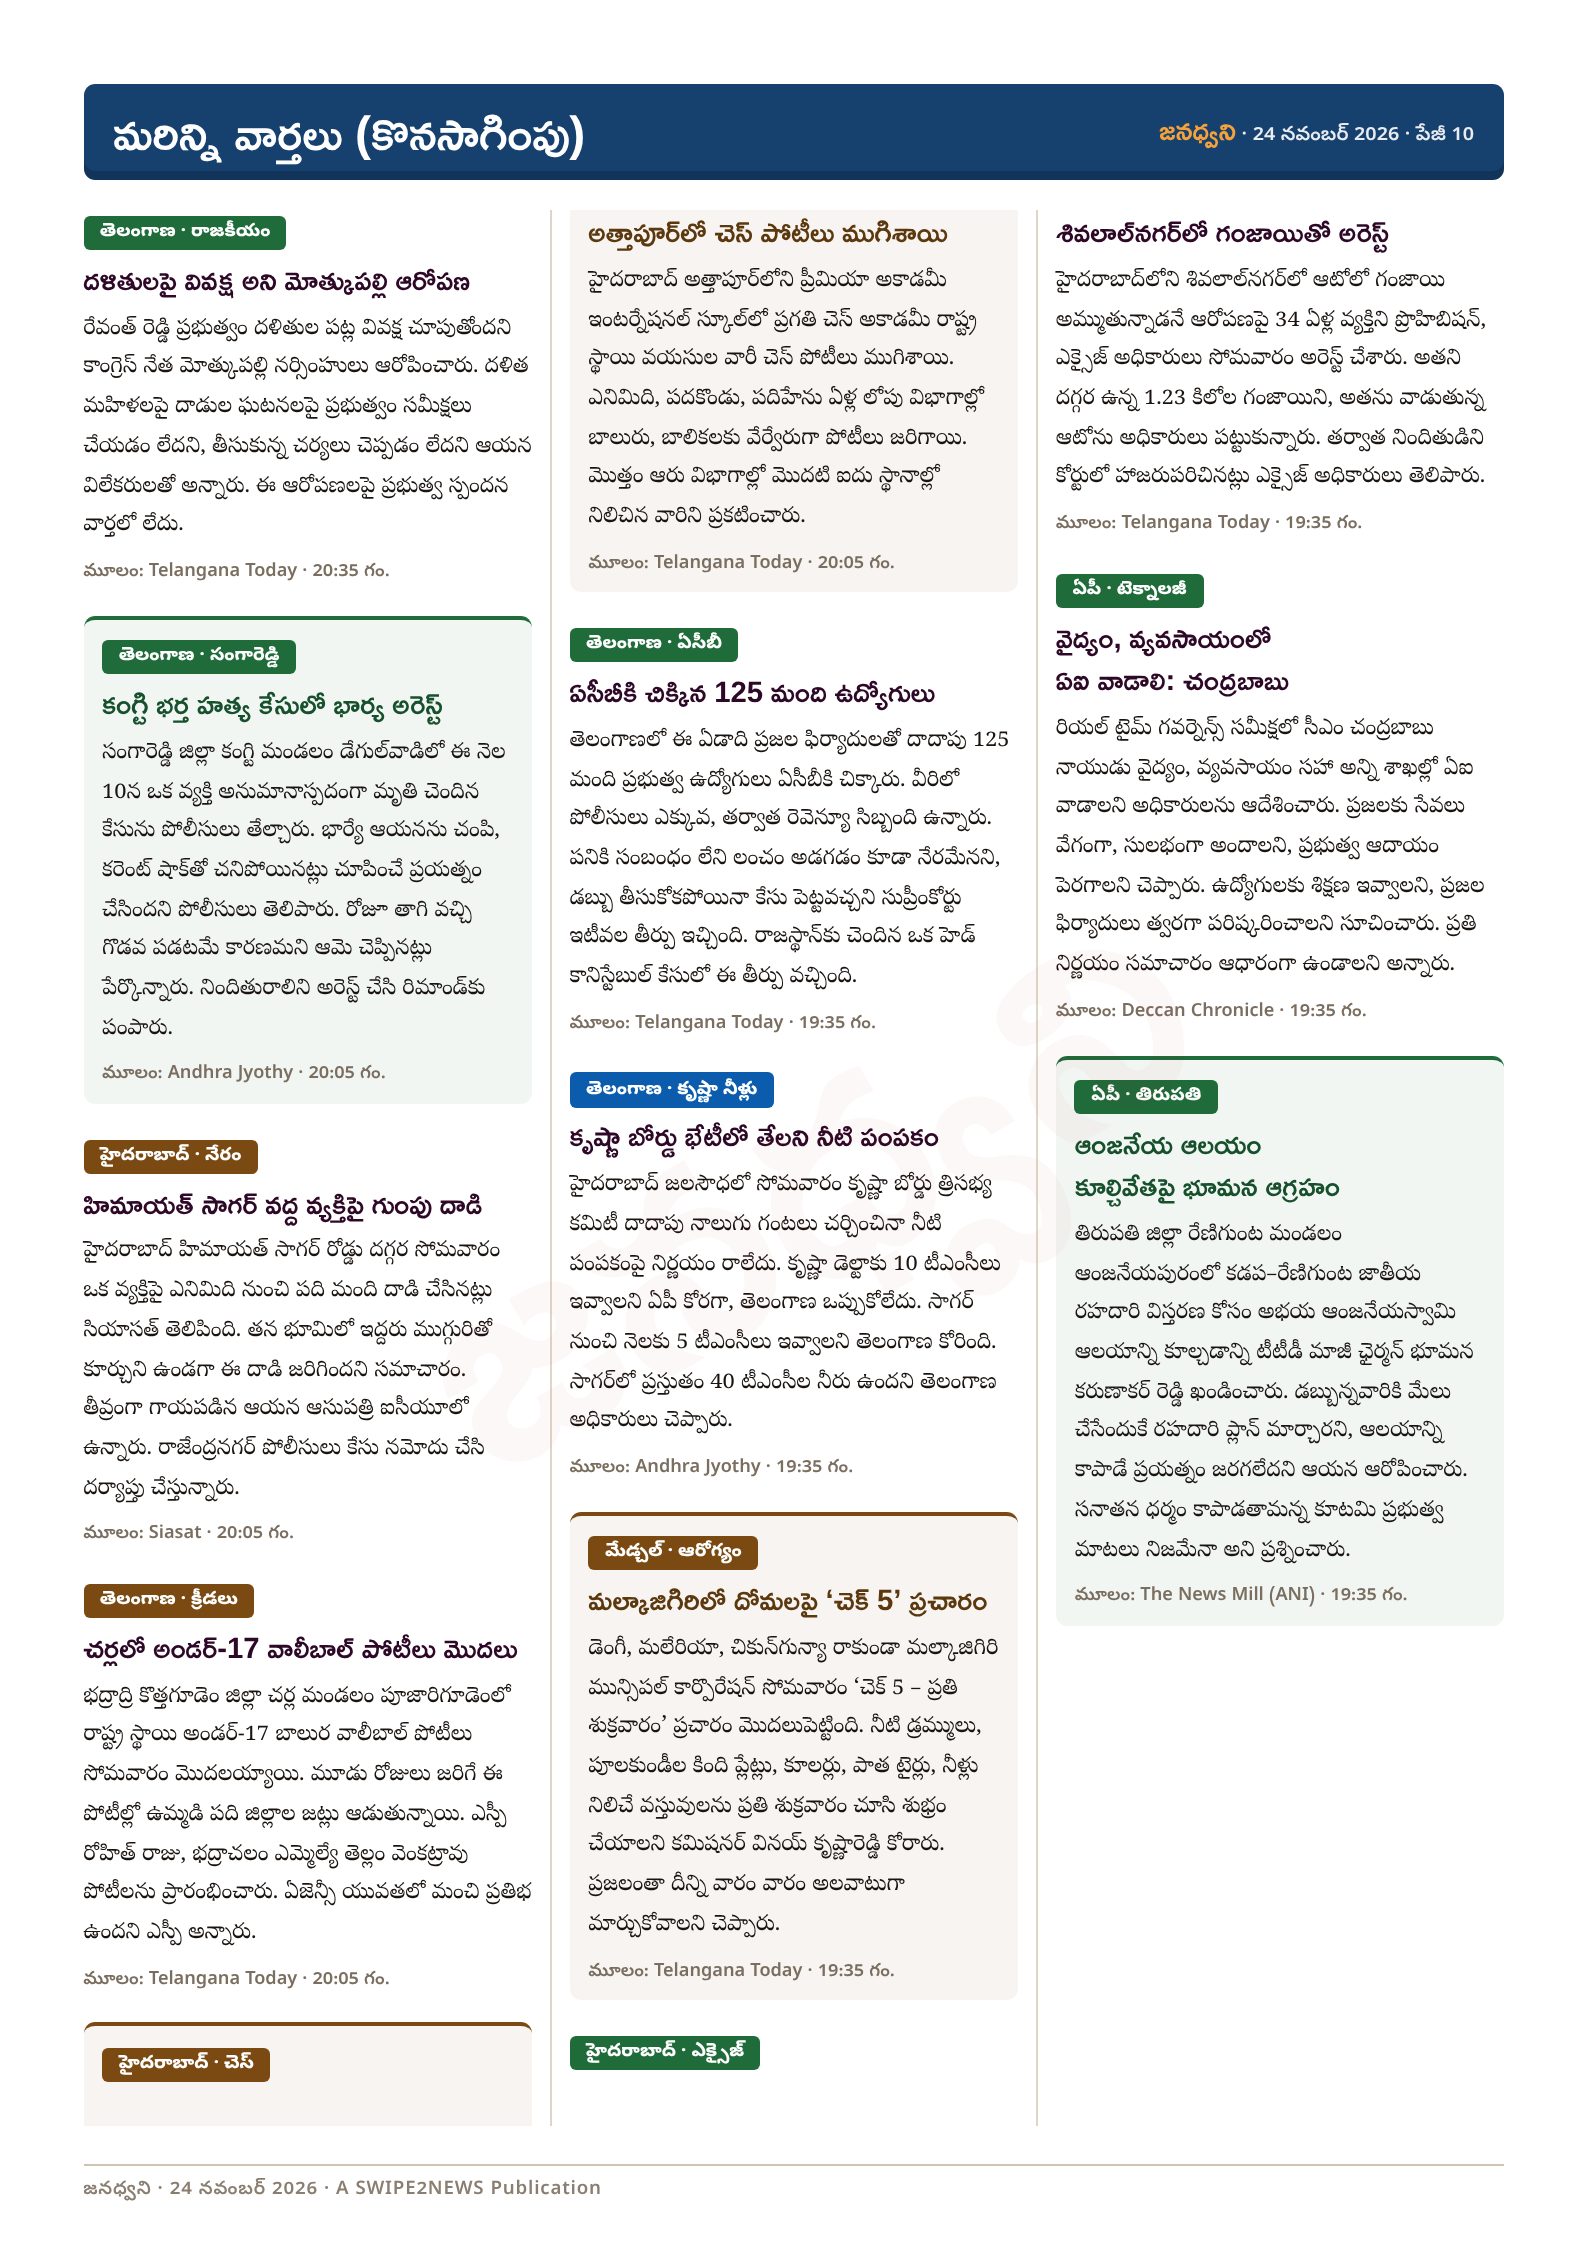 మరిన్ని వార్తలు (కొనసాగింపు)
జనధ్వని · 24 నవంబర్ 2026 · పేజీ 10
తెలంగాణ · రాజకీయం
దళితులపై వివక్ష అని మోత్కుపల్లి ఆరోపణ
రేవంత్ రెడ్డి ప్రభుత్వం దళితుల పట్ల వివక్ష చూపుతోందని
కాంగ్రెస్ నేత మోత్కుపల్లి నర్సింహులు ఆరోపించారు. దళిత
మహిళలపై దాడుల ఘటనలపై ప్రభుత్వం సమీక్షలు
చేయడం లేదని, తీసుకున్న చర్యలు చెప్పడం లేదని ఆయన
విలేకరులతో అన్నారు. ఈ ఆరోపణలపై ప్రభుత్వ స్పందన
వార్తలో లేదు.
మూలం: Telangana Today · 20:35 గం.
తెలంగాణ · సంగారెడ్డి
కంగ్టి భర్త హత్య కేసులో భార్య అరెస్ట్
సంగారెడ్డి జిల్లా కంగ్టి మండలం డేగుల్‌వాడిలో ఈ నెల
10న ఒక వ్యక్తి అనుమానాస్పదంగా మృతి చెందిన
కేసును పోలీసులు తేల్చారు. భార్యే ఆయనను చంపి,
కరెంట్ షాక్‌తో చనిపోయినట్లు చూపించే ప్రయత్నం
చేసిందని పోలీసులు తెలిపారు. రోజూ తాగి వచ్చి
గొడవ పడటమే కారణమని ఆమె చెప్పినట్లు
పేర్కొన్నారు. నిందితురాలిని అరెస్ట్ చేసి రిమాండ్‌కు
పంపారు.
మూలం: Andhra Jyothy · 20:05 గం.
హైదరాబాద్ · నేరం
హిమాయత్ సాగర్ వద్ద వ్యక్తిపై గుంపు దాడి
హైదరాబాద్ హిమాయత్ సాగర్ రోడ్డు దగ్గర సోమవారం
ఒక వ్యక్తిపై ఎనిమిది నుంచి పది మంది దాడి చేసినట్లు
సియాసత్ తెలిపింది. తన భూమిలో ఇద్దరు ముగ్గురితో
కూర్చుని ఉండగా ఈ దాడి జరిగిందని సమాచారం.
తీవ్రంగా గాయపడిన ఆయన ఆసుపత్రి ఐసీయూలో
ఉన్నారు. రాజేంద్రనగర్ పోలీసులు కేసు నమోదు చేసి
దర్యాప్తు చేస్తున్నారు.
మూలం: Siasat · 20:05 గం.
తెలంగాణ · క్రీడలు
చర్లలో అండర్-17 వాలీబాల్ పోటీలు మొదలు
భద్రాద్రి కొత్తగూడెం జిల్లా చర్ల మండలం పూజారిగూడెంలో
రాష్ట్ర స్థాయి అండర్-17 బాలుర వాలీబాల్ పోటీలు
సోమవారం మొదలయ్యాయి. మూడు రోజులు జరిగే ఈ
పోటీల్లో ఉమ్మడి పది జిల్లాల జట్లు ఆడుతున్నాయి. ఎస్పీ
రోహిత్ రాజు, భద్రాచలం ఎమ్మెల్యే తెల్లం వెంకట్రావు
పోటీలను ప్రారంభించారు. ఏజెన్సీ యువతలో మంచి ప్రతిభ
ఉందని ఎస్పీ అన్నారు.
మూలం: Telangana Today · 20:05 గం.
హైదరాబాద్ · చెస్
అత్తాపూర్‌లో చెస్ పోటీలు ముగిశాయి
హైదరాబాద్ అత్తాపూర్‌లోని ప్రీమియా అకాడమీ
ఇంటర్నేషనల్ స్కూల్‌లో ప్రగతి చెస్ అకాడమీ రాష్ట్ర
స్థాయి వయసుల వారీ చెస్ పోటీలు ముగిశాయి.
ఎనిమిది, పదకొండు, పదిహేను ఏళ్ల లోపు విభాగాల్లో
బాలురు, బాలికలకు వేర్వేరుగా పోటీలు జరిగాయి.
మొత్తం ఆరు విభాగాల్లో మొదటి ఐదు స్థానాల్లో
నిలిచిన వారిని ప్రకటించారు.
మూలం: Telangana Today · 20:05 గం.
తెలంగాణ · ఏసీబీ
ఏసీబీకి చిక్కిన 125 మంది ఉద్యోగులు
తెలంగాణలో ఈ ఏడాది ప్రజల ఫిర్యాదులతో దాదాపు 125
మంది ప్రభుత్వ ఉద్యోగులు ఏసీబీకి చిక్కారు. వీరిలో
పోలీసులు ఎక్కువ, తర్వాత రెవెన్యూ సిబ్బంది ఉన్నారు.
పనికి సంబంధం లేని లంచం అడగడం కూడా నేరమేనని,
డబ్బు తీసుకోకపోయినా కేసు పెట్టవచ్చని సుప్రీంకోర్టు
ఇటీవల తీర్పు ఇచ్చింది. రాజస్థాన్‌కు చెందిన ఒక హెడ్
కానిస్టేబుల్ కేసులో ఈ తీర్పు వచ్చింది.
మూలం: Telangana Today · 19:35 గం.
తెలంగాణ · కృష్ణా నీళ్లు
కృష్ణా బోర్డు భేటీలో తేలని నీటి పంపకం
హైదరాబాద్ జలసౌధలో సోమవారం కృష్ణా బోర్డు త్రిసభ్య
కమిటీ దాదాపు నాలుగు గంటలు చర్చించినా నీటి
పంపకంపై నిర్ణయం రాలేదు. కృష్ణా డెల్టాకు 10 టీఎంసీలు
ఇవ్వాలని ఏపీ కోరగా, తెలంగాణ ఒప్పుకోలేదు. సాగర్
నుంచి నెలకు 5 టీఎంసీలు ఇవ్వాలని తెలంగాణ కోరింది.
సాగర్‌లో ప్రస్తుతం 40 టీఎంసీల నీరు ఉందని తెలంగాణ
అధికారులు చెప్పారు.
మూలం: Andhra Jyothy · 19:35 గం.
మేడ్చల్ · ఆరోగ్యం
మల్కాజిగిరిలో దోమలపై ‘చెక్ 5’ ప్రచారం
డెంగీ, మలేరియా, చికున్‌గున్యా రాకుండా మల్కాజిగిరి
మున్సిపల్ కార్పొరేషన్ సోమవారం ‘చెక్ 5 – ప్రతి
శుక్రవారం’ ప్రచారం మొదలుపెట్టింది. నీటి డ్రమ్ములు,
పూలకుండీల కింది ప్లేట్లు, కూలర్లు, పాత టైర్లు, నీళ్లు
నిలిచే వస్తువులను ప్రతి శుక్రవారం చూసి శుభ్రం
చేయాలని కమిషనర్ వినయ్ కృష్ణారెడ్డి కోరారు.
ప్రజలంతా దీన్ని వారం వారం అలవాటుగా
మార్చుకోవాలని చెప్పారు.
మూలం: Telangana Today · 19:35 గం.
హైదరాబాద్ · ఎక్సైజ్
శివలాల్‌నగర్‌లో గంజాయితో అరెస్ట్
హైదరాబాద్‌లోని శివలాల్‌నగర్‌లో ఆటోలో గంజాయి
అమ్ముతున్నాడనే ఆరోపణపై 34 ఏళ్ల వ్యక్తిని ప్రొహిబిషన్,
ఎక్సైజ్ అధికారులు సోమవారం అరెస్ట్ చేశారు. అతని
దగ్గర ఉన్న 1.23 కిలోల గంజాయిని, అతను వాడుతున్న
ఆటోను అధికారులు పట్టుకున్నారు. తర్వాత నిందితుడిని
కోర్టులో హాజరుపరిచినట్లు ఎక్సైజ్ అధికారులు తెలిపారు.
మూలం: Telangana Today · 19:35 గం.
ఏపీ · టెక్నాలజీ
వైద్యం, వ్యవసాయంలో
ఏఐ వాడాలి: చంద్రబాబు
రియల్ టైమ్ గవర్నెన్స్ సమీక్షలో సీఎం చంద్రబాబు
నాయుడు వైద్యం, వ్యవసాయం సహా అన్ని శాఖల్లో ఏఐ
వాడాలని అధికారులను ఆదేశించారు. ప్రజలకు సేవలు
వేగంగా, సులభంగా అందాలని, ప్రభుత్వ ఆదాయం
పెరగాలని చెప్పారు. ఉద్యోగులకు శిక్షణ ఇవ్వాలని, ప్రజల
ఫిర్యాదులు త్వరగా పరిష్కరించాలని సూచించారు. ప్రతి
నిర్ణయం సమాచారం ఆధారంగా ఉండాలని అన్నారు.
మూలం: Deccan Chronicle · 19:35 గం.
ఏపీ · తిరుపతి
ఆంజనేయ ఆలయం
కూల్చివేతపై భూమన ఆగ్రహం
తిరుపతి జిల్లా రేణిగుంట మండలం
ఆంజనేయపురంలో కడప–రేణిగుంట జాతీయ
రహదారి విస్తరణ కోసం అభయ ఆంజనేయస్వామి
ఆలయాన్ని కూల్చడాన్ని టీటీడీ మాజీ ఛైర్మన్ భూమన
కరుణాకర్ రెడ్డి ఖండించారు. డబ్బున్నవారికి మేలు
చేసేందుకే రహదారి ప్లాన్ మార్చారని, ఆలయాన్ని
కాపాడే ప్రయత్నం జరగలేదని ఆయన ఆరోపించారు.
సనాతన ధర్మం కాపాడతామన్న కూటమి ప్రభుత్వ
మాటలు నిజమేనా అని ప్రశ్నించారు.
మూలం: The News Mill (ANI) · 19:35 గం.
జనధ్వని
జనధ్వని · 24 నవంబర్ 2026 · A SWIPE2NEWS Publication